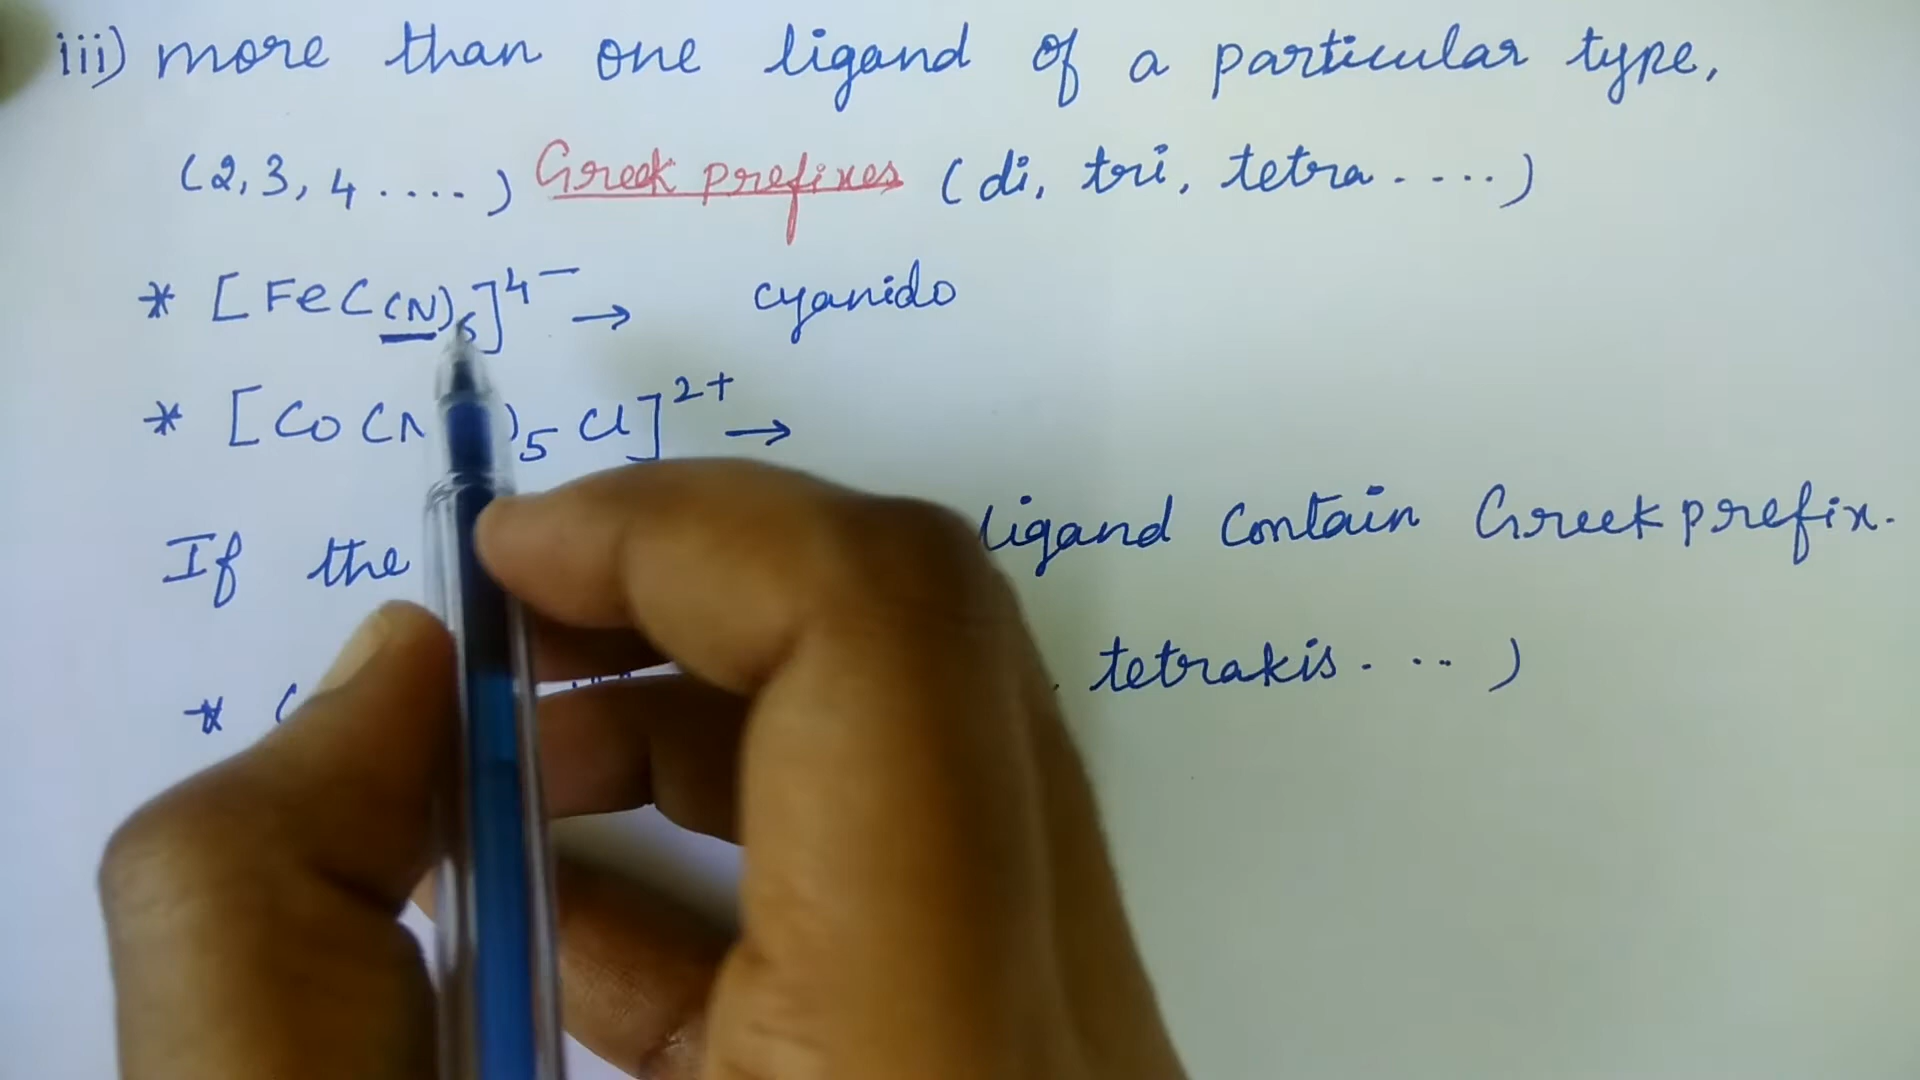 iii) more than one ligand of a particular type,
(2, 3, 4 ....) Greek prefixes (di, tri, tetra ....)
* [Fe(CN)6]4- → cyanido
* [Co( )5 Cl]2+ →
If the ligand contain Greek prefix.
* ( tetrakis. ... )